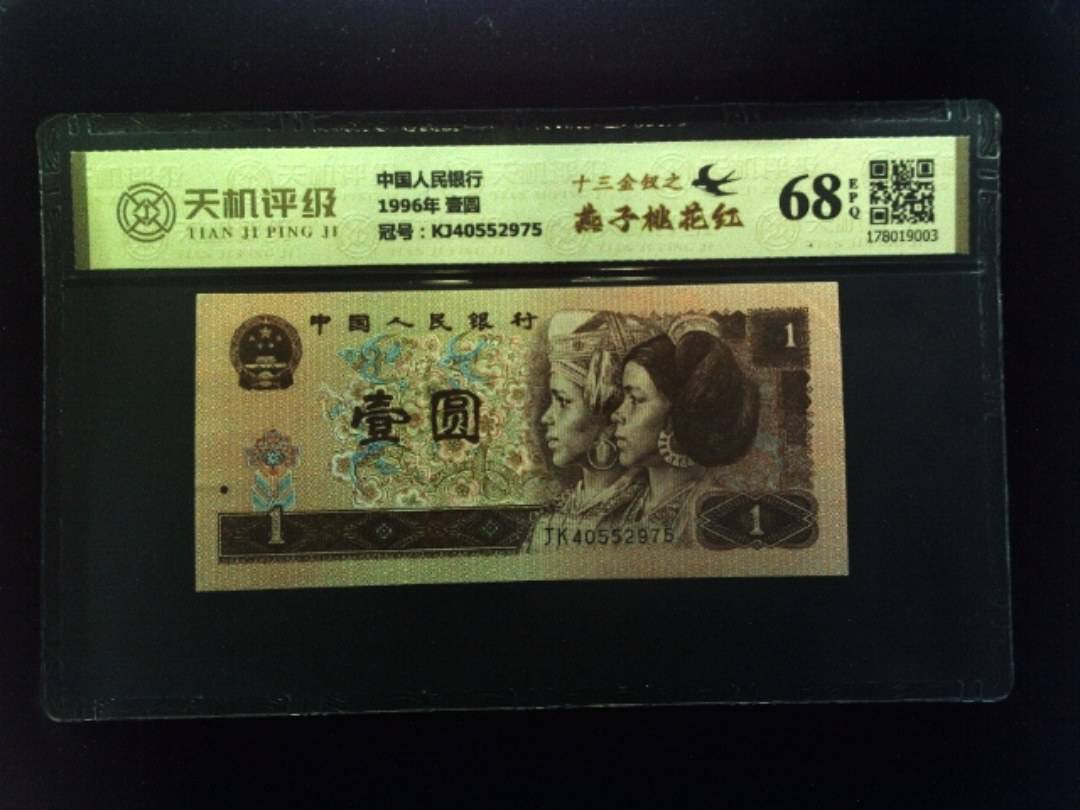 天机评级
TIAN JI PING JI
中国人民银行
1996年 壹圆
冠号：KJ40552975
十三金钗之
燕子桃花红
68
EPQ
178019003
中国人民银行
1
壹圆
1
JK40552975
1